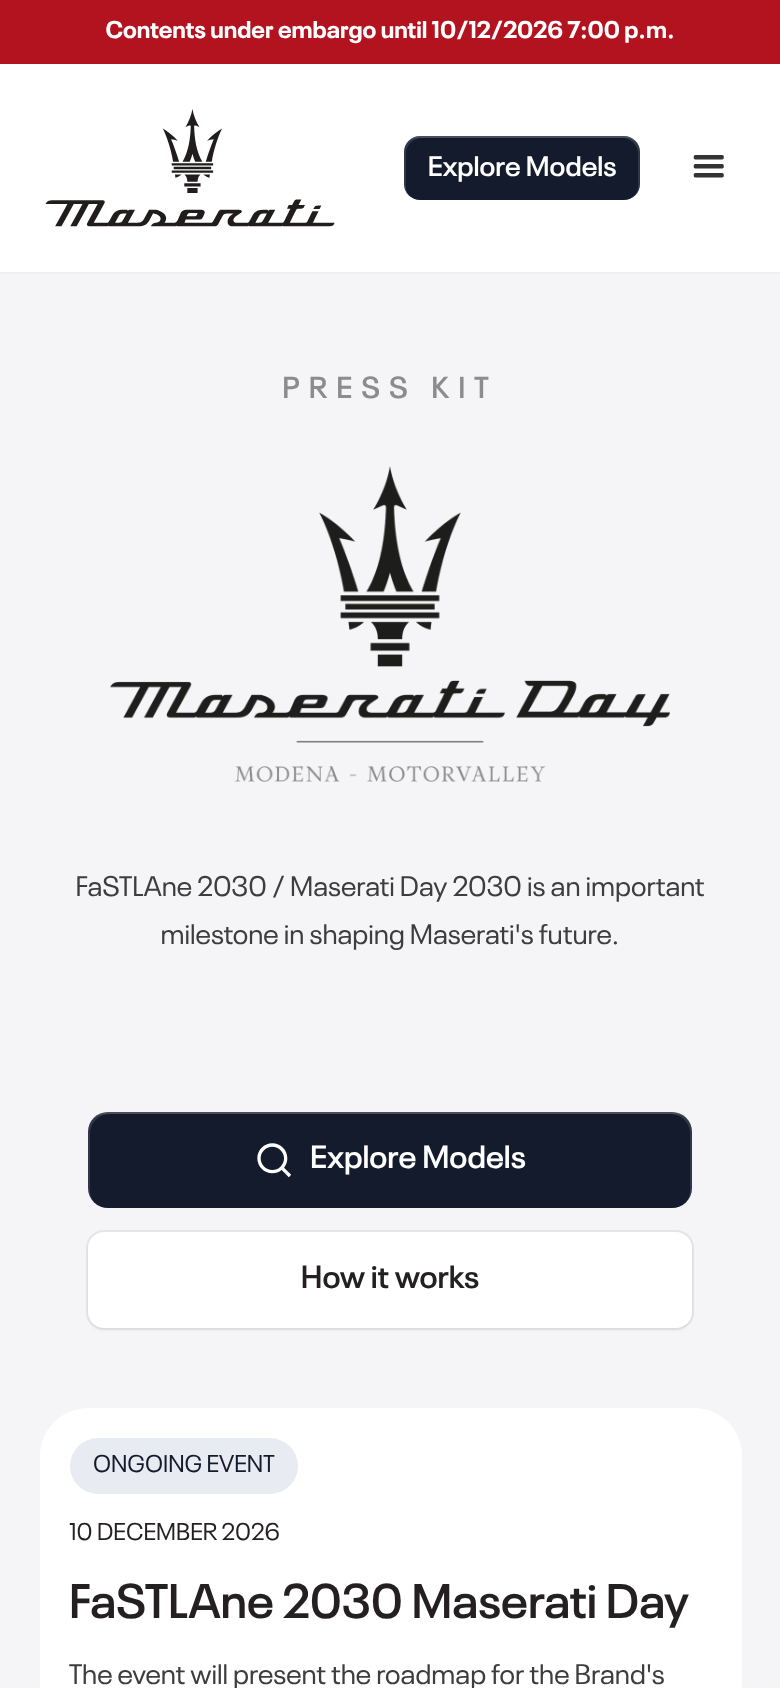 Contents under embargo until 10/12/2026 7:00 p.m.
Maserati
Explore Models
PRESS KIT
Maserati Day
MODENA - MOTORVALLEY
FaSTLAne 2030 / Maserati Day 2030 is an important
milestone in shaping Maserati's future.
Explore Models
How it works
ONGOING EVENT
10 DECEMBER 2026
FaSTLAne 2030 Maserati Day
The event will present the roadmap for the Brand's